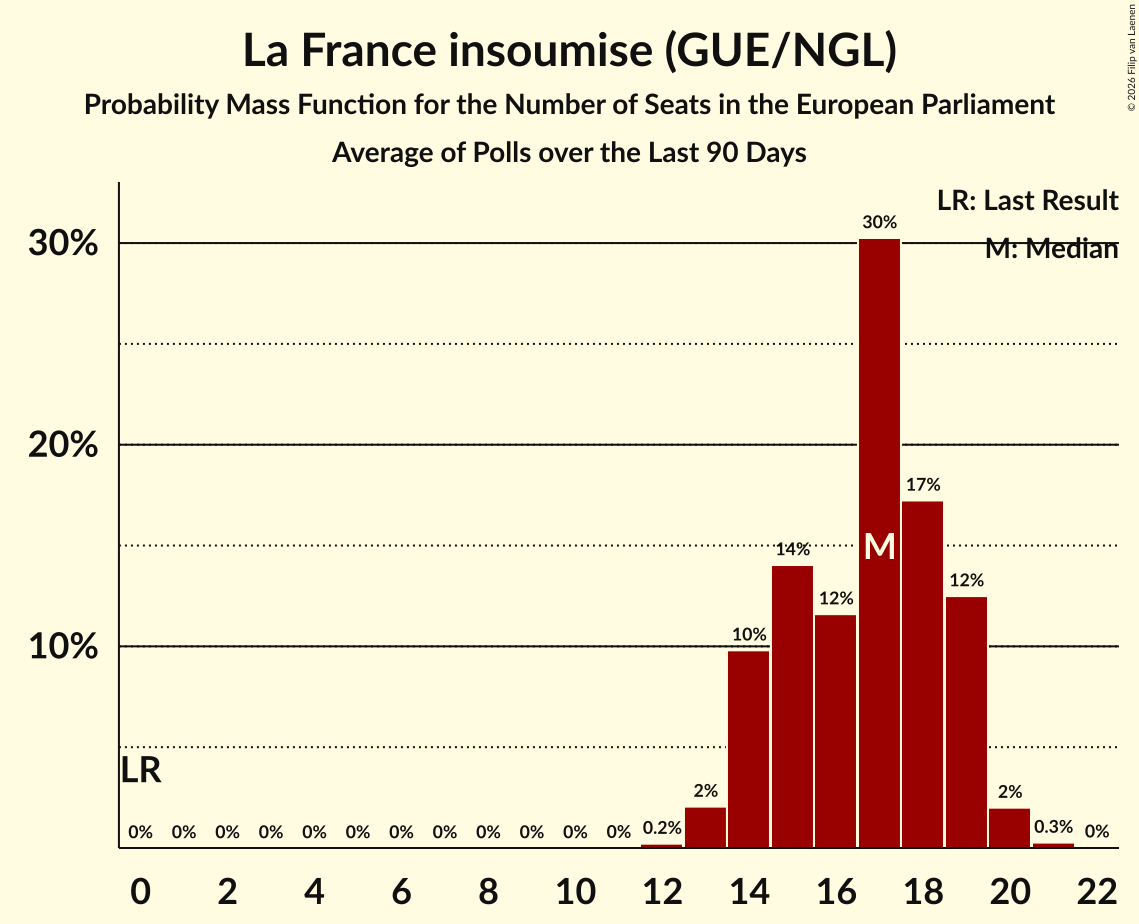 La France insoumise (GUE/NGL)
Probability Mass Function for the Number of Seats in the European Parliament
Average of Polls over the Last 90 Days
© 2026 Filip van Laenen
LR: Last Result
M: Median
30%
20%
10%
30%
17%
14%
12%
12%
10%
M
LR
0% 0% 0% 0% 0% 0% 0% 0% 0% 0% 0% 0% 0.2% 2% 2% 0.3% 0%
0 2 4 6 8 10 12 14 16 18 20 22